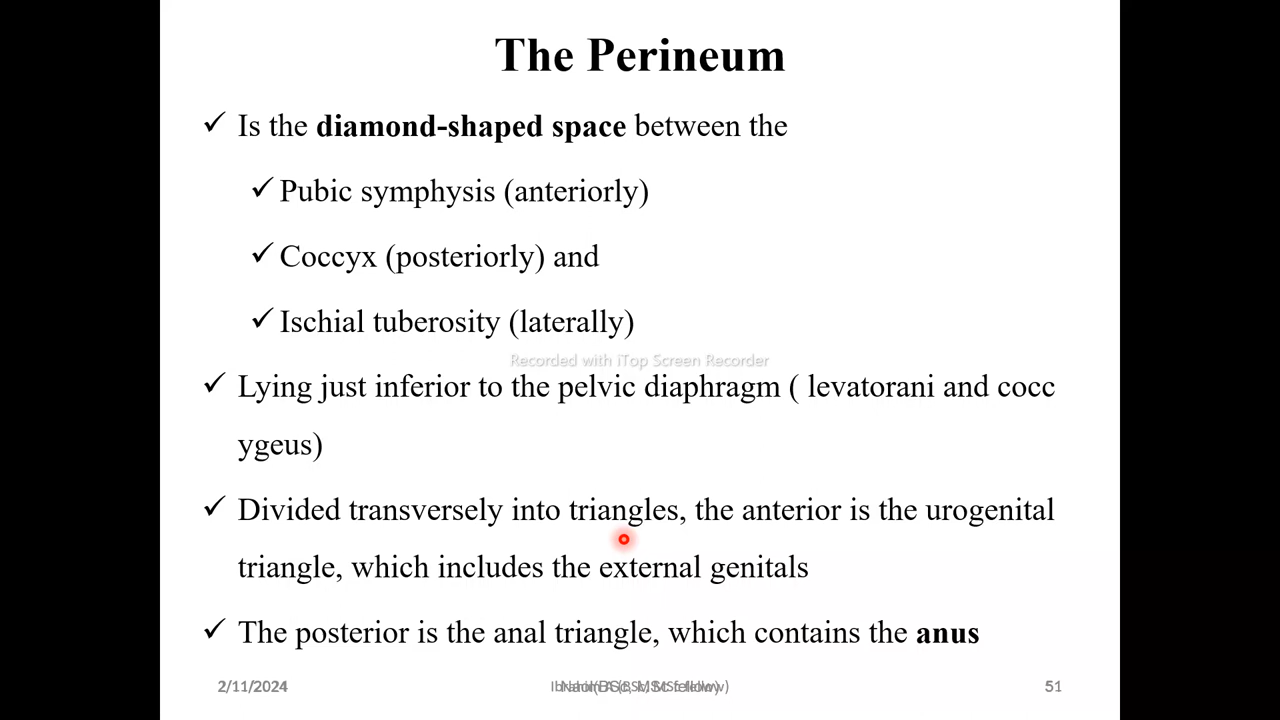 The Perineum
✓ Is the diamond-shaped space between the
✓ Pubic symphysis (anteriorly)
✓ Coccyx (posteriorly) and
✓ Ischial tuberosity (laterally)
Recorded with iTop Screen Recorder
✓ Lying just inferior to the pelvic diaphragm ( levatorani and cocc
ygeus)
✓ Divided transversely into triangles, the anterior is the urogenital
triangle, which includes the external genitals
✓ The posterior is the anal triangle, which contains the anus
2/11/2024
51